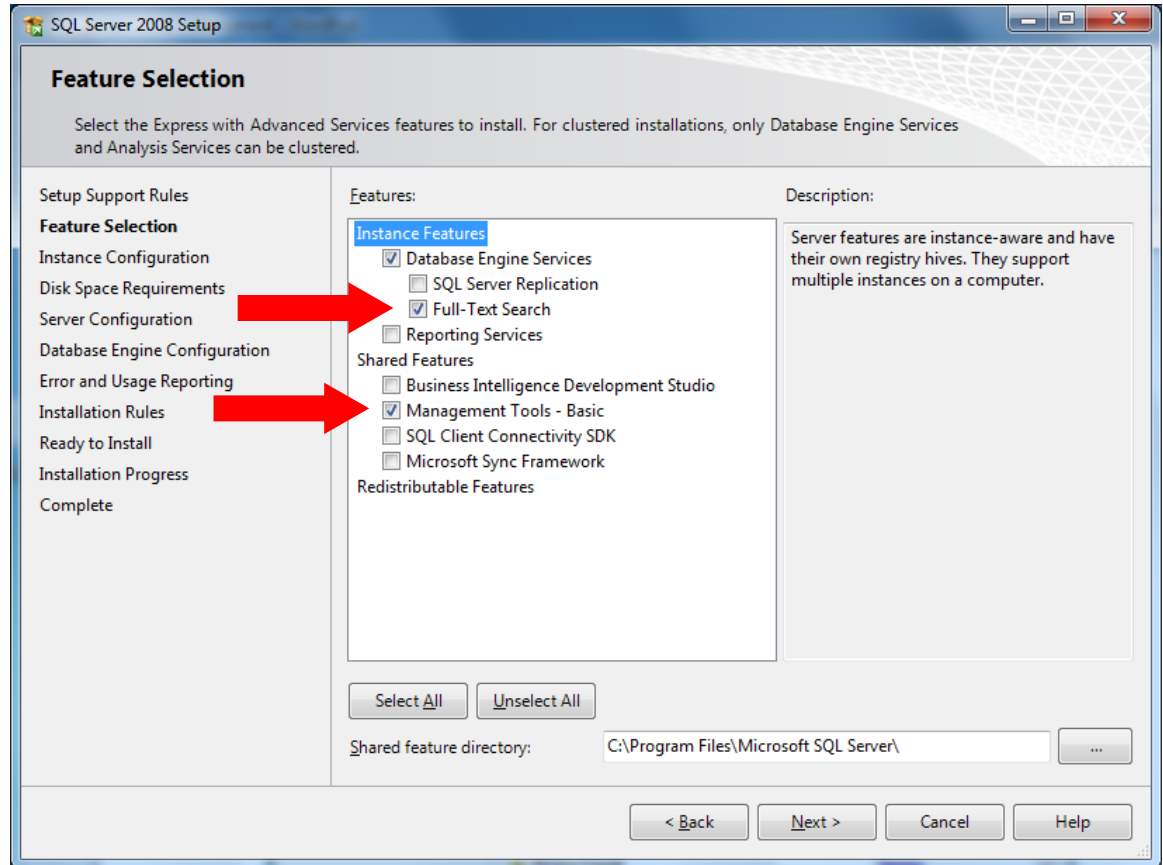 SQL Server 2008 Setup
Feature Selection
Select the Express with Advanced Services features to install. For clustered installations, only Database Engine Services
and Analysis Services can be clustered.
Setup Support Rules
Feature Selection
Instance Configuration
Disk Space Requirements
Server Configuration
Database Engine Configuration
Error and Usage Reporting
Installation Rules
Ready to Install
Installation Progress
Complete
Features:
Instance Features
Database Engine Services
SQL Server Replication
Full-Text Search
Reporting Services
Shared Features
Business Intelligence Development Studio
Management Tools - Basic
SQL Client Connectivity SDK
Microsoft Sync Framework
Redistributable Features
Description:
Server features are instance-aware and have
their own registry hives. They support
multiple instances on a computer.
Select All
Unselect All
Shared feature directory:
C:\Program Files\Microsoft SQL Server\
...
< Back
Next >
Cancel
Help